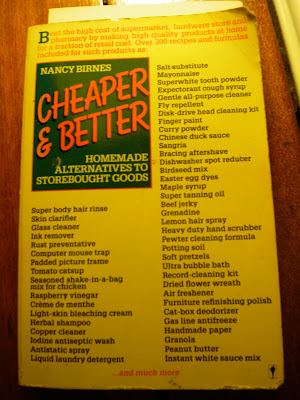 Beat the high cost of supermarket, hardware store and
pharmacy by making high-quality products at home
for a fraction of retail cost. Over 300 recipes and formulas
included for such products as:
NANCY BIRNES
CHEAPER
& BETTER
HOMEMADE
ALTERNATIVES TO
STOREBOUGHT GOODS
Super body hair rinse
Skin clarifier
Glass cleaner
Ink remover
Rust preventative
Computer mouse trap
Padded picture frame
Tomato catsup
Seasoned shake-in-a-bag
mix for chicken
Raspberry vinegar
Crème de menthe
Light-skin bleaching cream
Herbal shampoo
Copper cleaner
Iodine antiseptic wash
Antistatic spray
Liquid laundry detergent
Salt substitute
Mayonnaise
Superwhite tooth powder
Expectorant cough syrup
Gentle all-purpose cleaner
Fly repellent
Disk-drive head cleaning kit
Finger paint
Curry powder
Chinese duck sauce
Sangria
Bracing aftershave
Dishwasher spot reducer
Birdseed mix
Easter egg dyes
Maple syrup
Super tanning oil
Beef jerky
Grenadine
Lemon hair spray
Heavy duty hand scrubber
Pewter cleaning formula
Potting soil
Soft pretzels
Ultra bubble bath
Record-cleaning kit
Dried flower wreath
Air freshener
Furniture refinishing polish
Cat-box deodorizer
Gas line antifreeze
Handmade paper
Granola
Peanut butter
Instant white sauce mix
...and much more